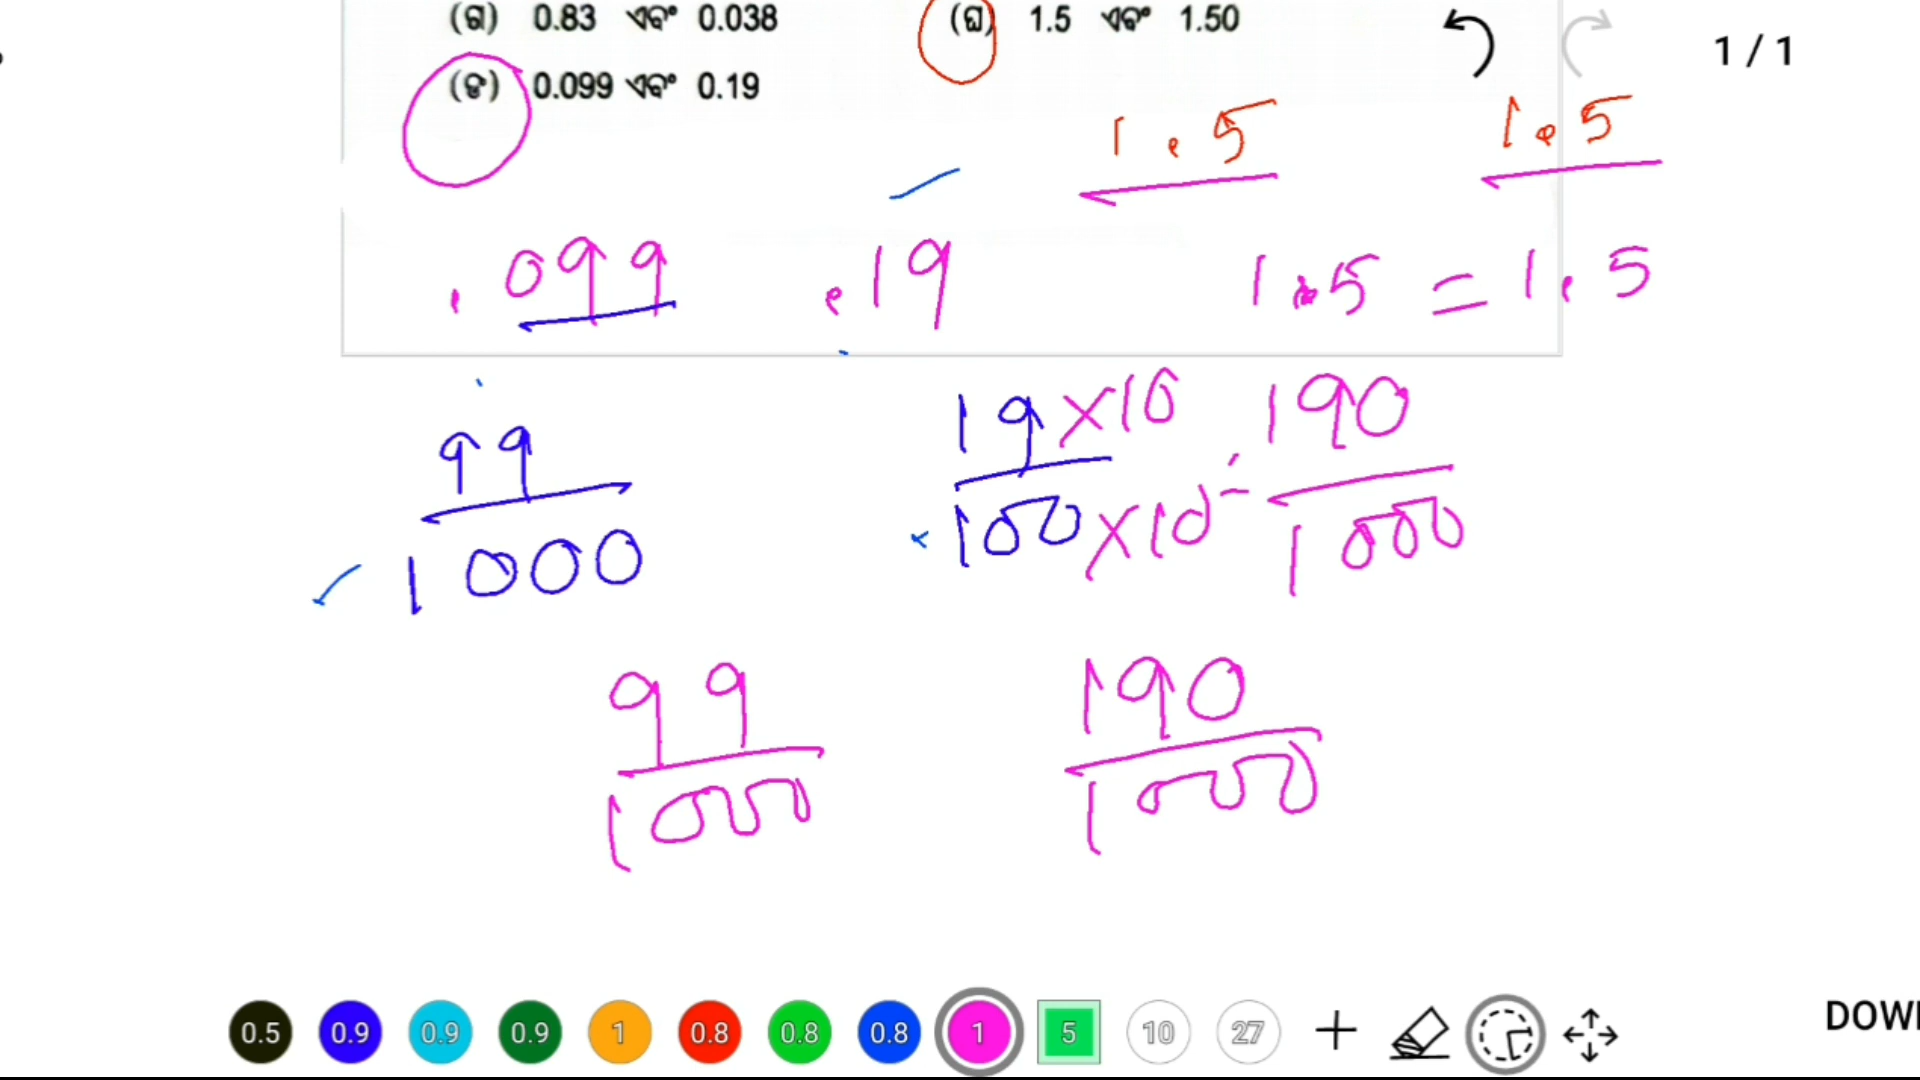 (ଗ) 0.83 ଏବଂ 0.038 (ଘ) 1.5 ଏବଂ 1.50
1 / 1
(ଙ) 0.099 ଏବଂ 0.19
1.5 1.5
.099 .19 1.5 = 1.5
99/1000 19×10/100×10 = 190/1000
99/1000 190/1000
0.5 0.9 0.9 0.9 1 0.8 0.8 0.8 1 5 10 27 +